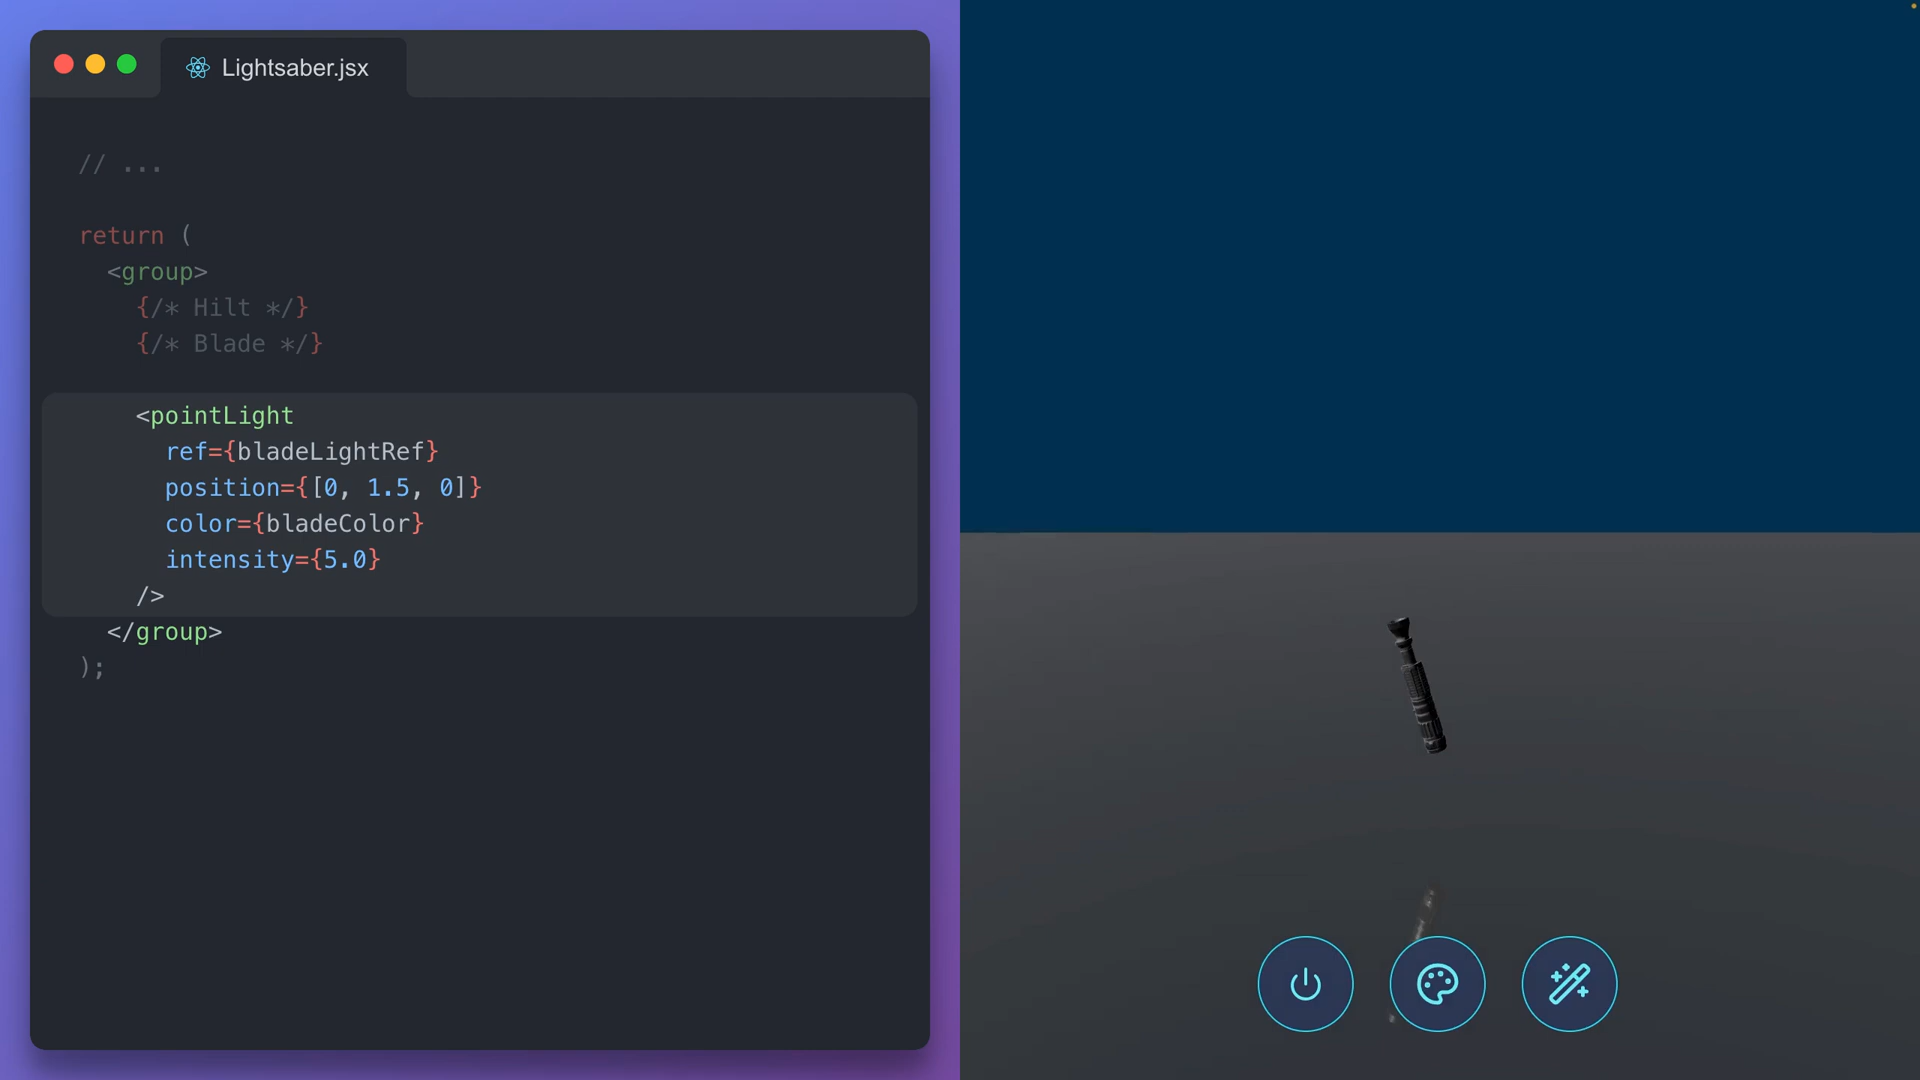 Lightsaber.jsx
// ...
return (
<group>
{/* Hilt */}
{/* Blade */}
<pointLight
ref={bladeLightRef}
position={[0, 1.5, 0]}
color={bladeColor}
intensity={5.0}
/>
</group>
);